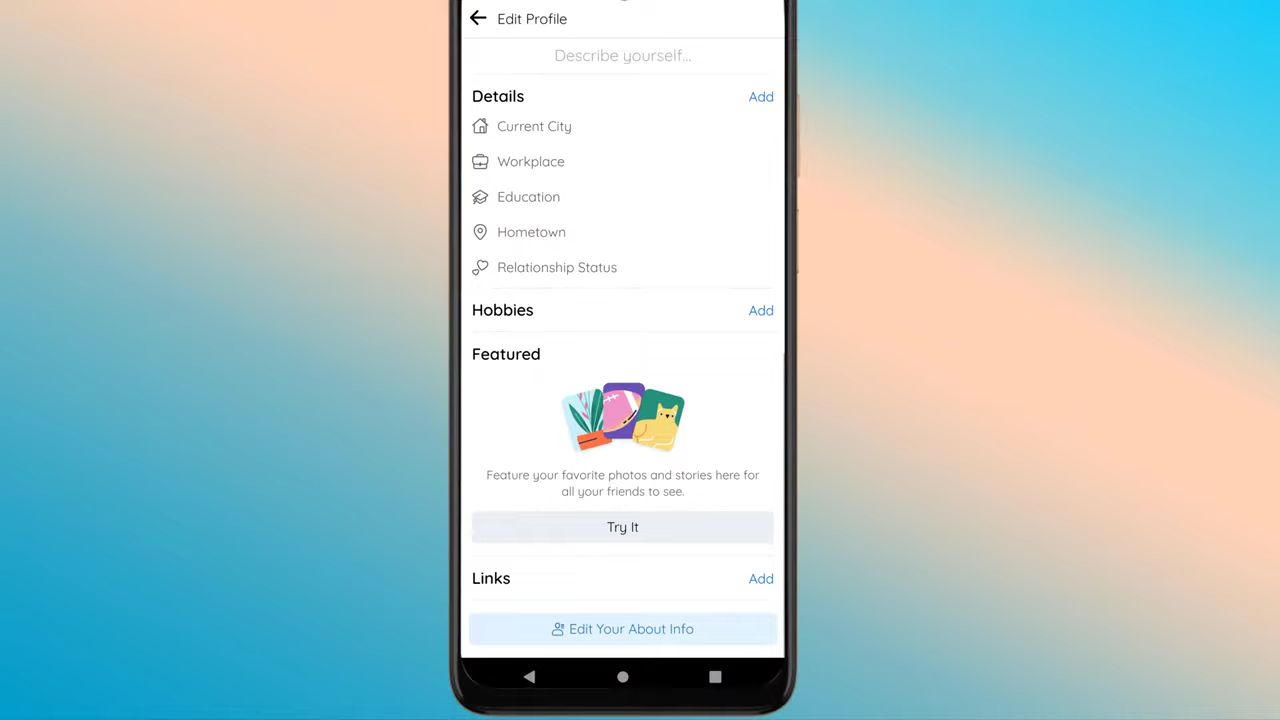 Edit Profile
Describe yourself...
Details
Add
Current City
Workplace
Education
Hometown
Relationship Status
Hobbies
Add
Featured
Feature your favorite photos and stories here for
all your friends to see.
Try It
Links
Add
Edit Your About Info